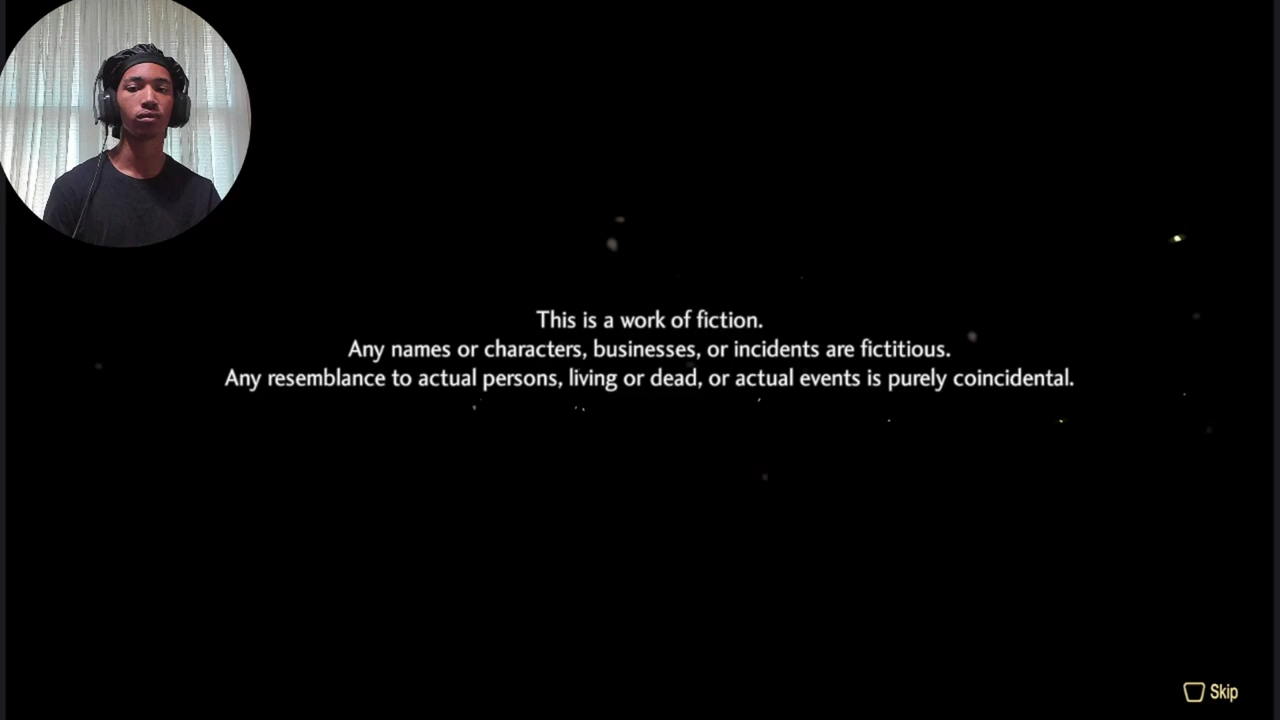 This is a work of fiction.
Any names or characters, businesses, or incidents are fictitious.
Any resemblance to actual persons, living or dead, or actual events is purely coincidental.
Skip